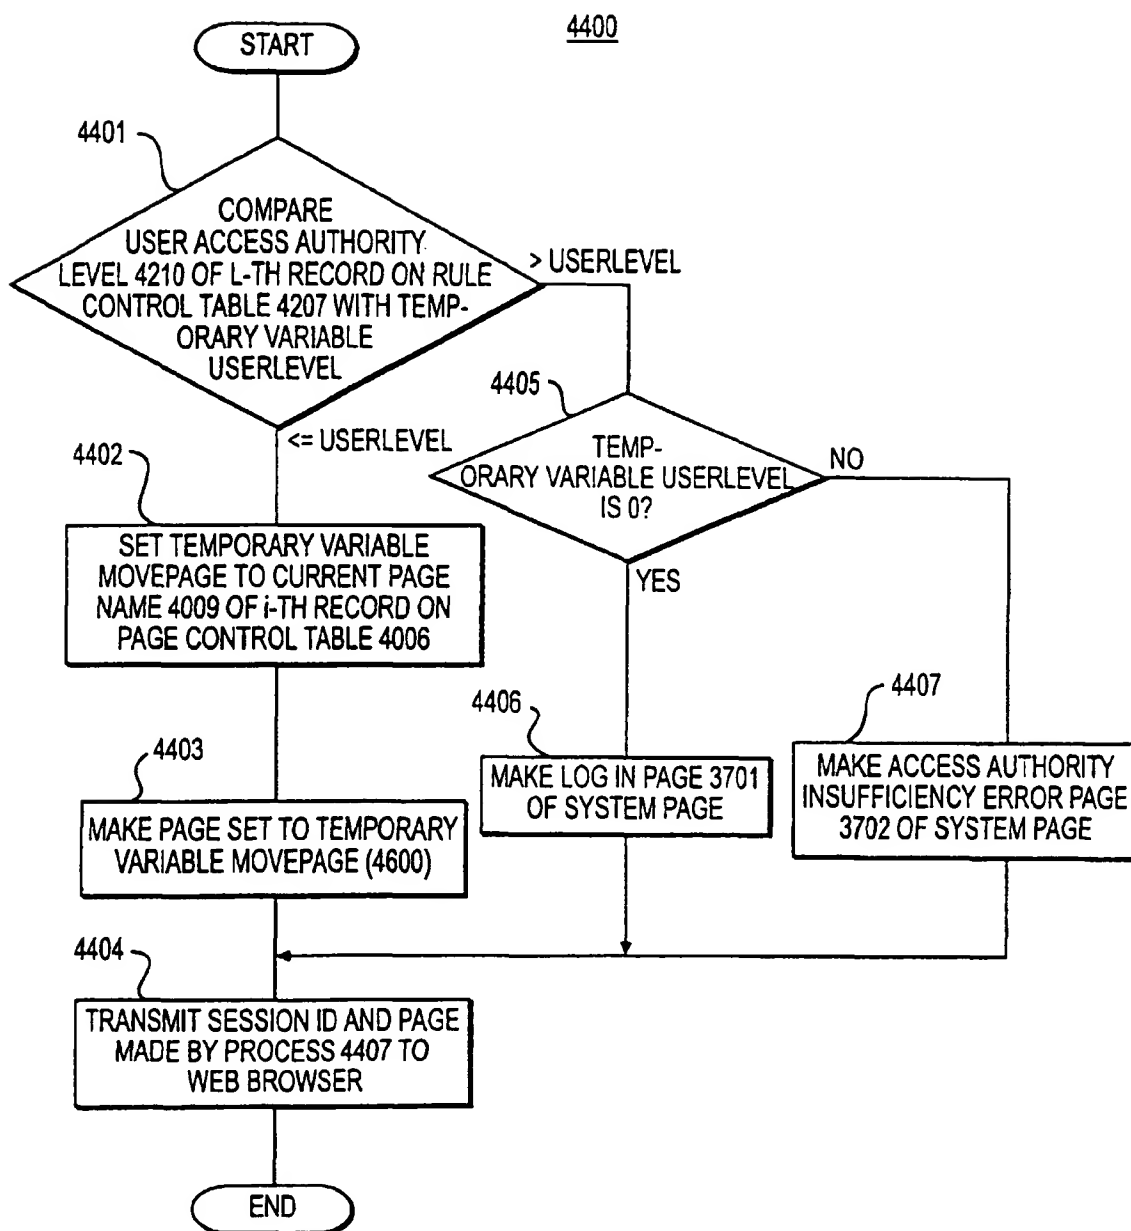 4400
START
4401
COMPARE
USER ACCESS AUTHORITY
LEVEL 4210 OF L-TH RECORD ON RULE
CONTROL TABLE 4207 WITH TEMP-
ORARY VARIABLE
USERLEVEL
> USERLEVEL
<= USERLEVEL
4405
TEMP-
ORARY VARIABLE USERLEVEL
IS 0?
NO
YES
4402
SET TEMPORARY VARIABLE
MOVEPAGE TO CURRENT PAGE
NAME 4009 OF i-TH RECORD ON
PAGE CONTROL TABLE 4006
4403
MAKE PAGE SET TO TEMPORARY
VARIABLE MOVEPAGE (4600)
4406
MAKE LOG IN PAGE 3701
OF SYSTEM PAGE
4407
MAKE ACCESS AUTHORITY
INSUFFICIENCY ERROR PAGE
3702 OF SYSTEM PAGE
4404
TRANSMIT SESSION ID AND PAGE
MADE BY PROCESS 4407 TO
WEB BROWSER
END